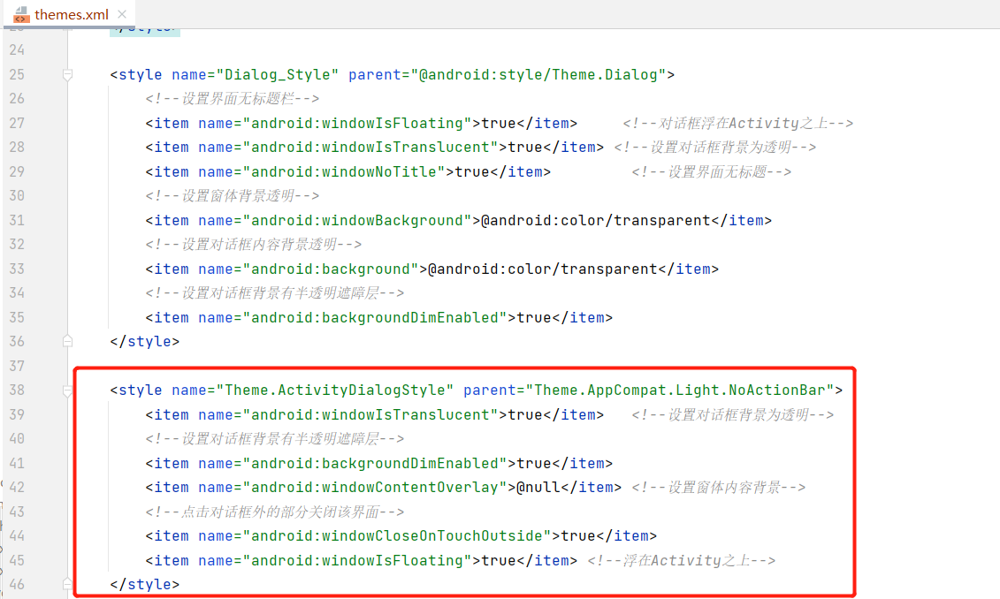 themes.xml
24
25 <style name="Dialog_Style" parent="@android:style/Theme.Dialog">
26 <!--设置界面无标题栏-->
27 <item name="android:windowIsFloating">true</item> <!--对话框浮在Activity之上-->
28 <item name="android:windowIsTranslucent">true</item> <!--设置对话框背景为透明-->
29 <item name="android:windowNoTitle">true</item> <!--设置界面无标题-->
30 <!--设置窗体背景透明-->
31 <item name="android:windowBackground">@android:color/transparent</item>
32 <!--设置对话框内容背景透明-->
33 <item name="android:background">@android:color/transparent</item>
34 <!--设置对话框背景有半透明遮障层-->
35 <item name="android:backgroundDimEnabled">true</item>
36 </style>
37
38 <style name="Theme.ActivityDialogStyle" parent="Theme.AppCompat.Light.NoActionBar">
39 <item name="android:windowIsTranslucent">true</item> <!--设置对话框背景为透明-->
40 <!--设置对话框背景有半透明遮障层-->
41 <item name="android:backgroundDimEnabled">true</item>
42 <item name="android:windowContentOverlay">@null</item> <!--设置窗体内容背景-->
43 <!--点击对话框外的部分关闭该界面-->
44 <item name="android:windowCloseOnTouchOutside">true</item>
45 <item name="android:windowIsFloating">true</item> <!--浮在Activity之上-->
46 </style>